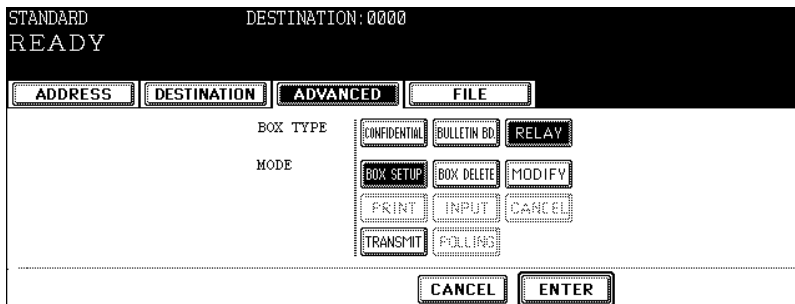 STANDARD DESTINATION:0000
READY
ADDRESS DESTINATION ADVANCED FILE
BOX TYPE CONFIDENTIAL BULLETIN BD. RELAY
MODE BOX SETUP BOX DELETE MODIFY
PRINT INPUT CANCEL
TRANSMIT POLLING
CANCEL ENTER